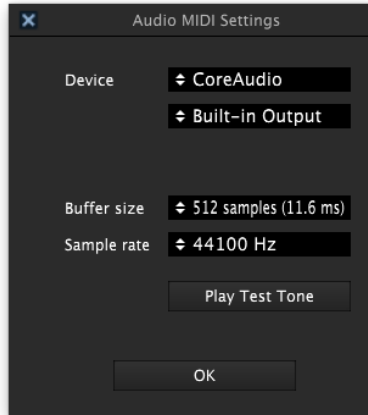 Audio MIDI Settings
Device
CoreAudio
Built-in Output
Buffer size
512 samples (11.6 ms)
Sample rate
44100 Hz
Play Test Tone
OK